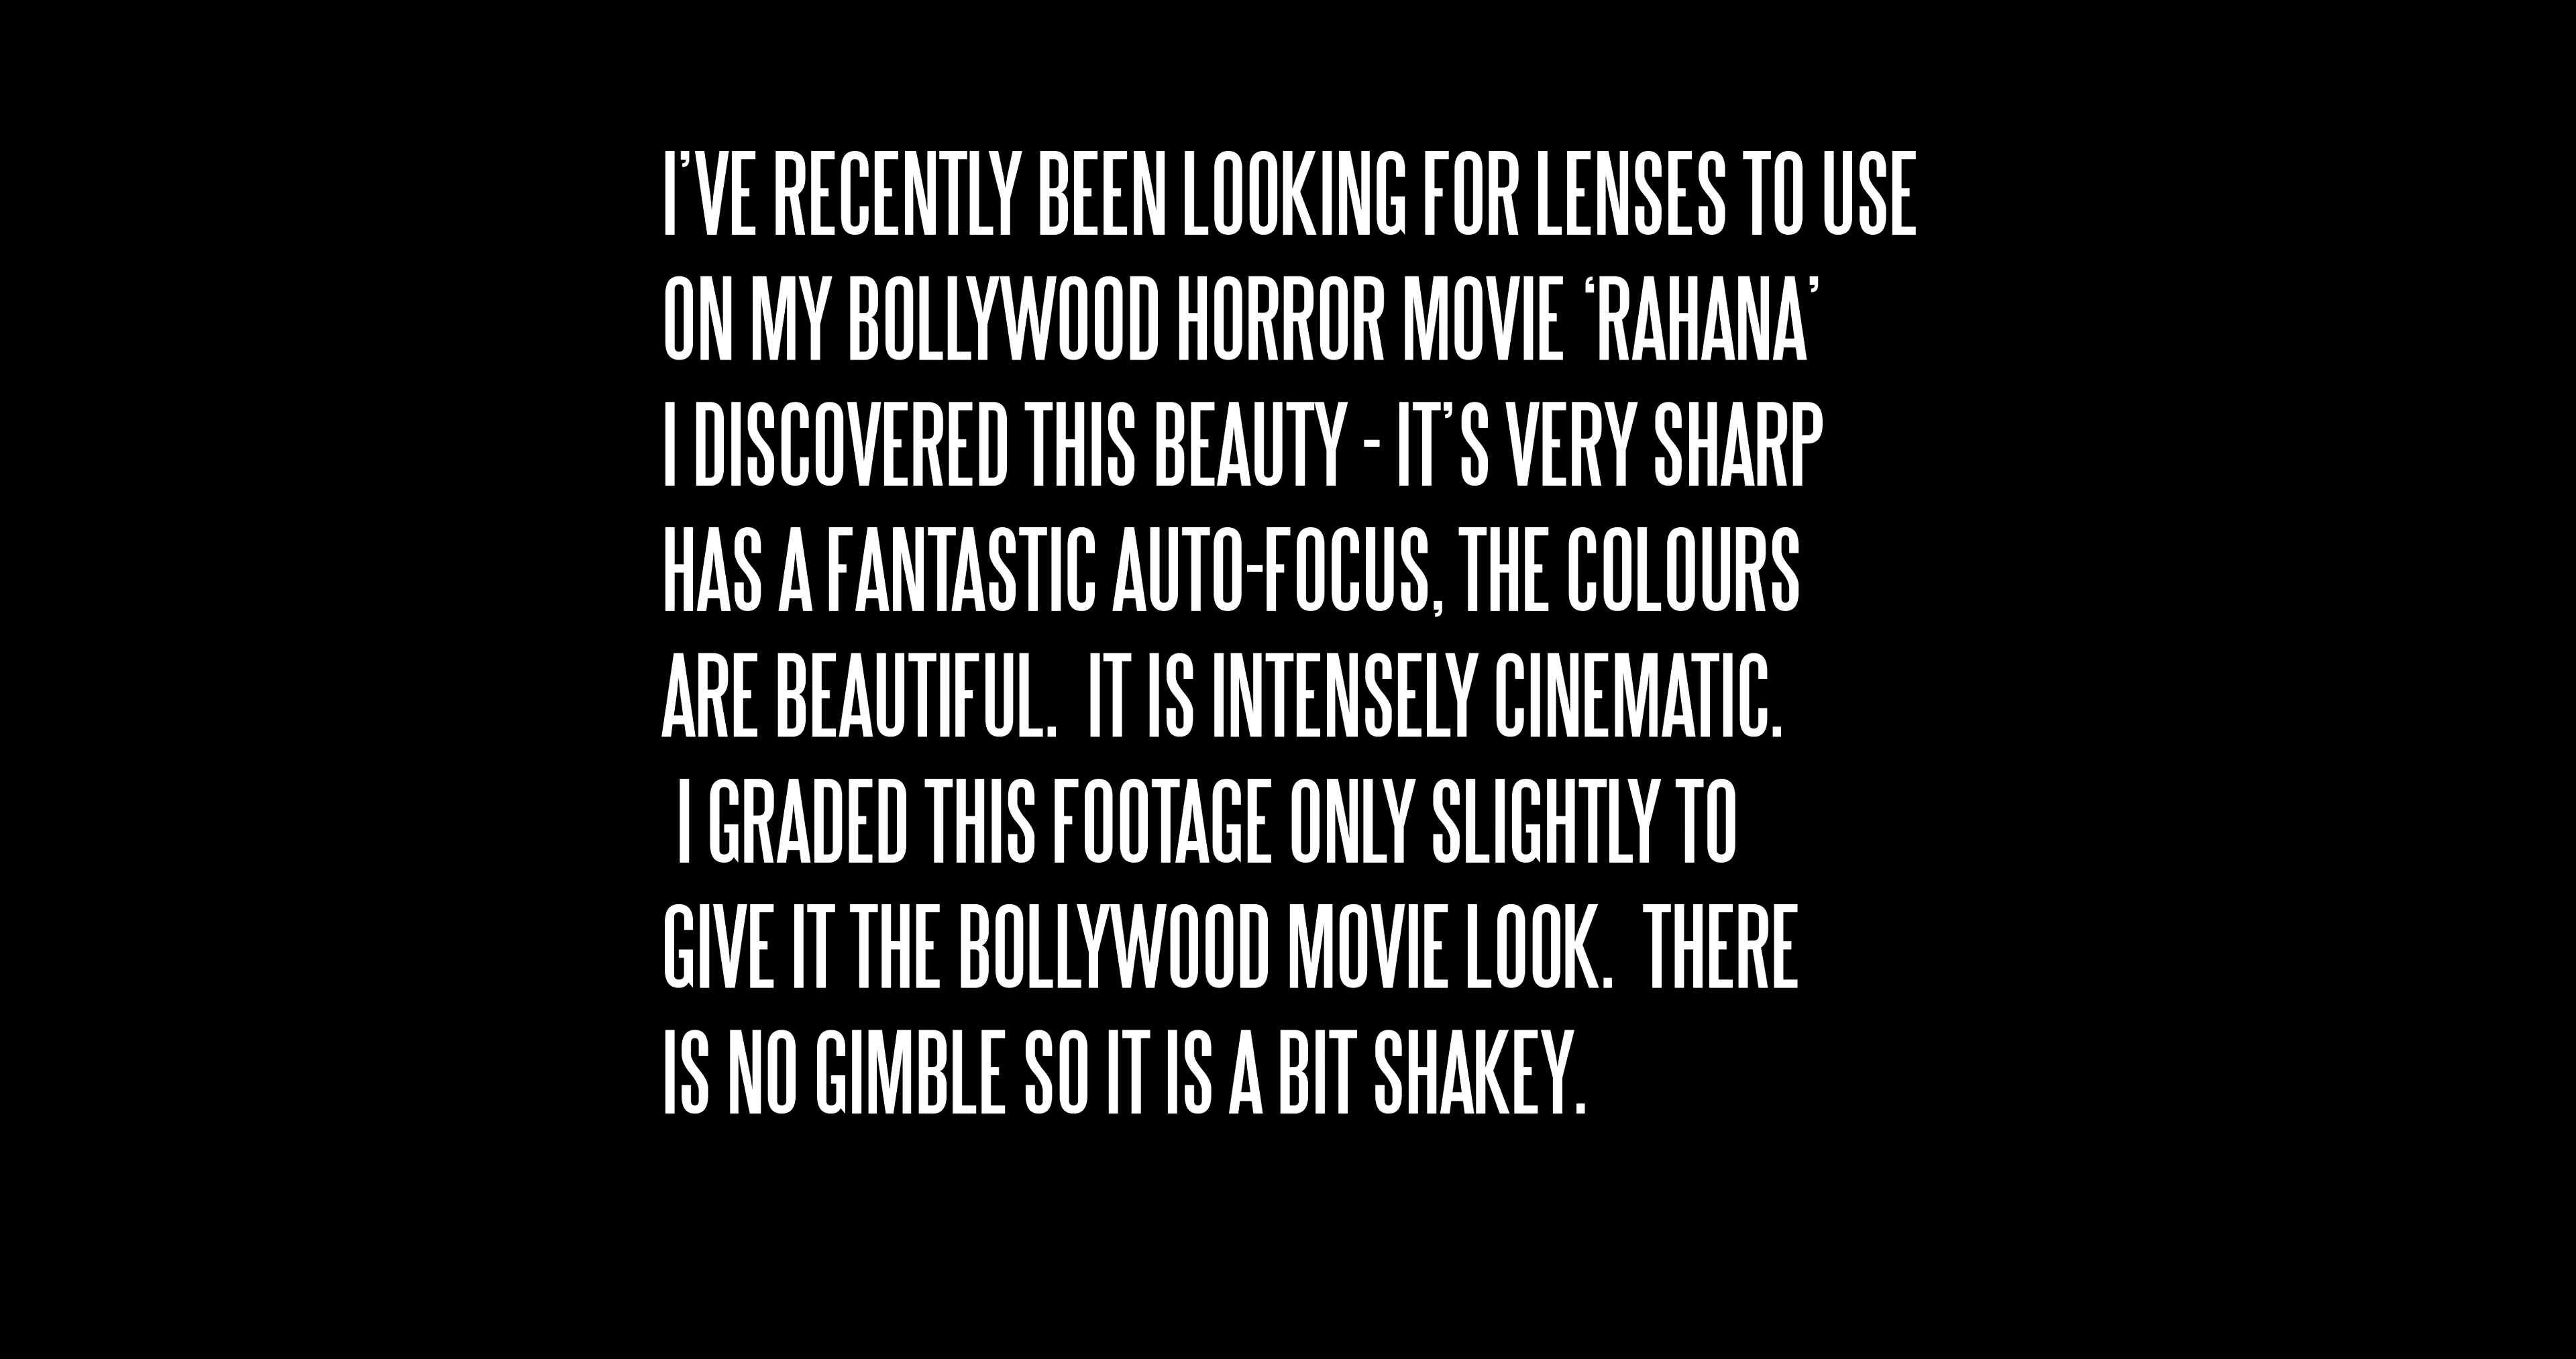 I’VE RECENTLY BEEN LOOKING FOR LENSES TO USE
ON MY BOLLYWOOD HORROR MOVIE ‘RAHANA’
I DISCOVERED THIS BEAUTY - IT’S VERY SHARP
HAS A FANTASTIC AUTO-FOCUS, THE COLOURS
ARE BEAUTIFUL.  IT IS INTENSELY CINEMATIC.
I GRADED THIS FOOTAGE ONLY SLIGHTLY TO
GIVE IT THE BOLLYWOOD MOVIE LOOK.  THERE
IS NO GIMBLE SO IT IS A BIT SHAKEY.